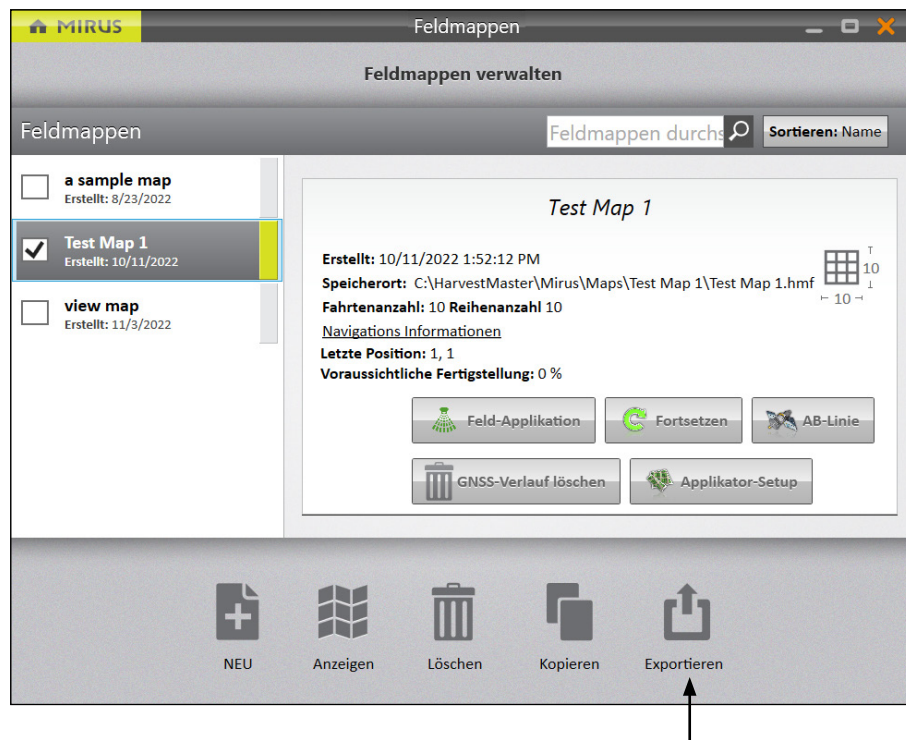 MIRUS
Feldmappen
Feldmappen verwalten
Feldmappen
Feldmappen durchs
Sortieren: Name
a sample map
Erstellt: 8/23/2022
Test Map 1
Erstellt: 10/11/2022
view map
Erstellt: 11/3/2022
Test Map 1
Erstellt: 10/11/2022 1:52:12 PM
Speicherort: C:\HarvestMaster\Mirus\Maps\Test Map 1\Test Map 1.hmf
Fahrtenanzahl: 10 Reihenanzahl 10
Navigations Informationen
Letzte Position: 1, 1
Voraussichtliche Fertigstellung: 0 %
10
10
Feld-Applikation
Fortsetzen
AB-Linie
GNSS-Verlauf löschen
Applikator-Setup
NEU
Anzeigen
Löschen
Kopieren
Exportieren